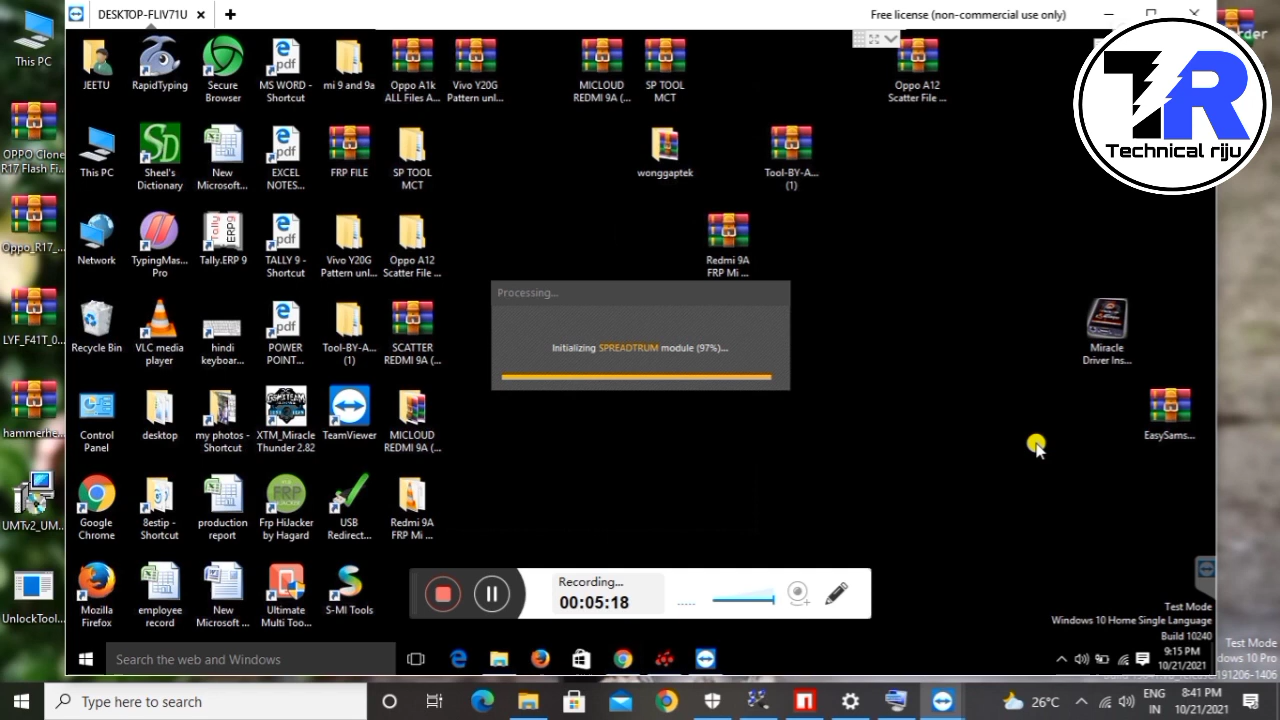 DESKTOP-FLIV71U
Free license (non-commercial use only)
This PC
OPPO Clone
R17 Flash Fi...
Oppo_R17_...
LYF_F41T_0...
hammerhe...
UMTv2_UM...
UnlockTool...
JEETU
RapidTyping
Secure
Browser
MS WORD -
Shortcut
mi 9 and 9a
Oppo A1k
ALL Files A...
Vivo Y20G
Pattern unl...
MICLOUD
REDMI 9A (...
SP TOOL
MCT
Oppo A12
Scatter File ...
TR
Technical riju
This PC
Sheel's
Dictionary
New
Microsoft...
EXCEL
NOTES...
FRP FILE
SP TOOL
MCT
wonggaptek
Tool-BY-A...
(1)
Network
TypingMas...
Pro
Tally.ERP 9
TALLY 9 -
Shortcut
Vivo Y20G
Pattern unl...
Oppo A12
Scatter File ...
Redmi 9A
FRP Mi ...
Processing...
Initializing SPREADTRUM module (97%)...
Recycle Bin
VLC media
player
hindi
keyboar...
POWER
POINT...
Tool-BY-A...
(1)
SCATTER
REDMI 9A (...
Miracle
Driver Ins...
Control
Panel
desktop
my photos -
Shortcut
XTM_Miracle
Thunder 2.82
TeamViewer
MICLOUD
REDMI 9A (...
EasySams...
Google
Chrome
8estip -
Shortcut
production
report
Frp HiJacker
by Hagard
USB
Redirect...
Redmi 9A
FRP Mi ...
Mozilla
Firefox
employee
record
New
Microsoft ...
Ultimate
Multi Too...
S-MI Tools
Recording...
00:05:18
Test Mode
Windows 10 Home Single Language
Build 10240
Search the web and Windows
9:15 PM
10/21/2021
Test Mode
dows 10 Pro
191206-1406
Type here to search
26°C
ENG
IN
8:41 PM
10/21/2021